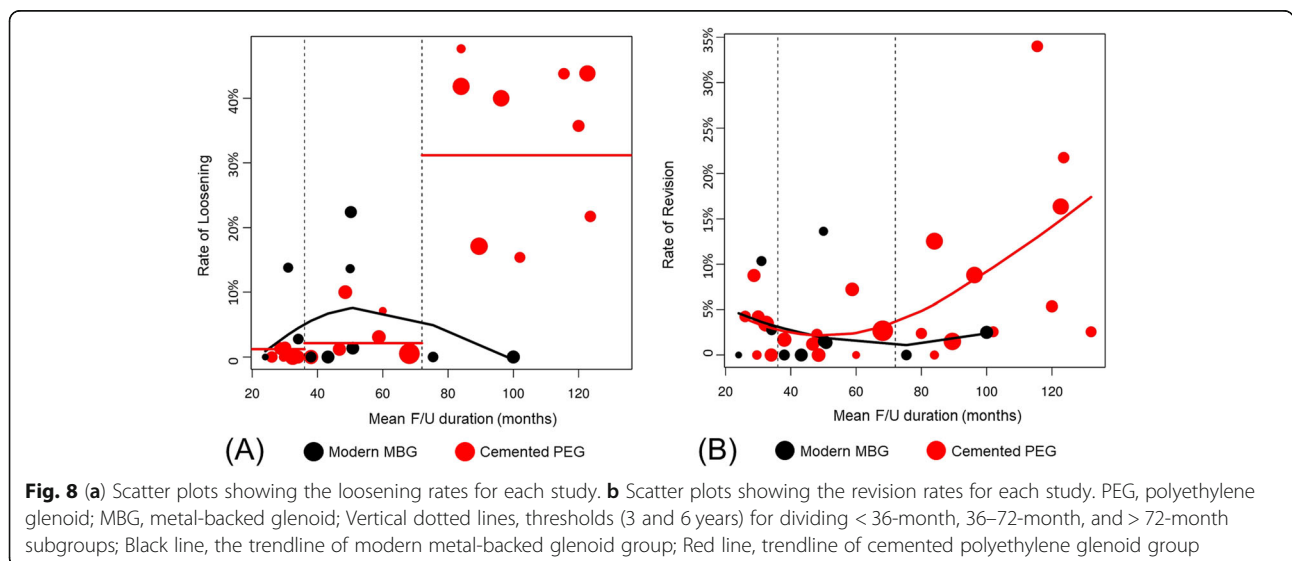 Rate of Loosening
40%
30%
20%
10%
0
20 40 60 80 100 120
Mean F/U duration (months)
(A) Modern MBG Cemented PEG
Rate of Revision
35%
30%
25%
20%
15%
10%
5%
0
20 40 60 80 100 120
Mean F/U duration (months)
(B) Modern MBG Cemented PEG
Fig. 8 (a) Scatter plots showing the loosening rates for each study. b Scatter plots showing the revision rates for each study. PEG, polyethylene
glenoid; MBG, metal-backed glenoid; Vertical dotted lines, thresholds (3 and 6 years) for dividing < 36-month, 36–72-month, and > 72-month
subgroups; Black line, the trendline of modern metal-backed glenoid group; Red line, trendline of cemented polyethylene glenoid group